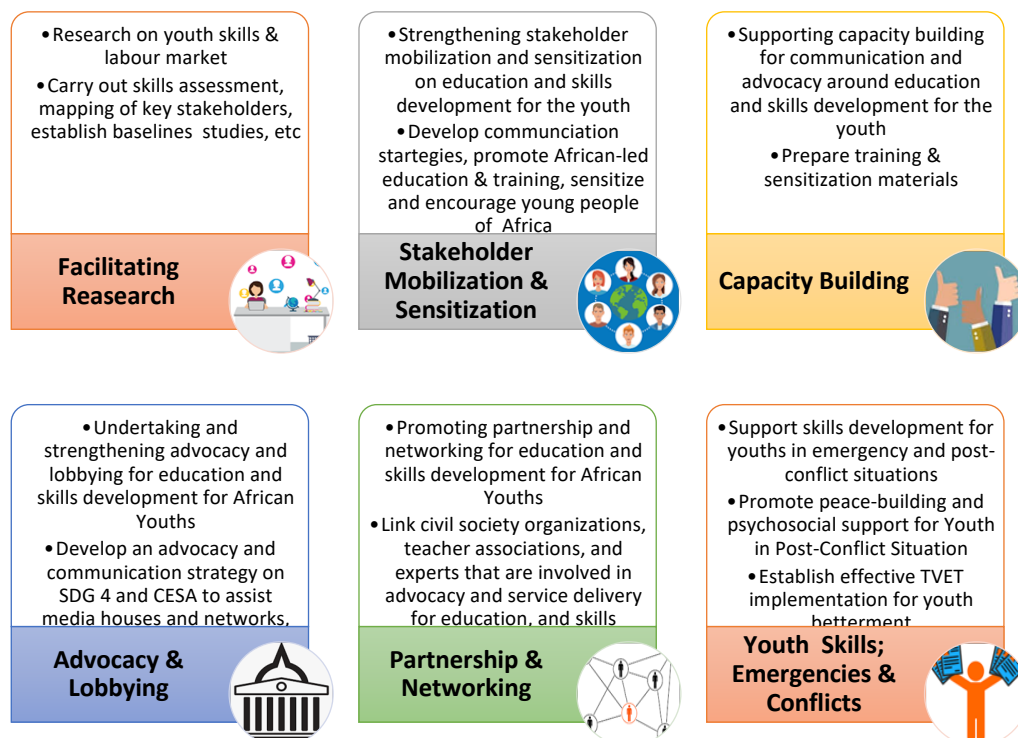 •Research on youth skills &
labour market
•Carry out skills assessment,
mapping of key stakeholders,
establish baselines studies, etc
Facilitating
Reasearch
•Strengthening stakeholder
mobilization and sensitization
on education and skills
development for the youth
•Develop communciation
startegies, promote African-led
education & training, sensitize
and encourage young people
of Africa
Stakeholder
Mobilization &
Sensitization
•Supporting capacity building
for communication and
advocacy around education
and skills development for the
youth
•Prepare training &
sensitization materials
Capacity Building
•Undertaking and
strengthening advocacy and
lobbying for education and
skills development for African
Youths
•Develop an advocacy and
communication strategy on
SDG 4 and CESA to assist
media houses and networks,
Advocacy &
Lobbying
•Promoting partnership and
networking for education and
skills development for African
Youths
•Link civil society organizations,
teacher associations, and
experts that are involved in
advocacy and service delivery
for education, and skills
Partnership &
Networking
•Support skills development for
youths in emergency and post-
conflict situations
•Promote peace-building and
psychosocial support for Youth
in Post-Conflict Situation
•Establish effective TVET
implementation for youth
betterment
Youth Skills;
Emergencies &
Conflicts